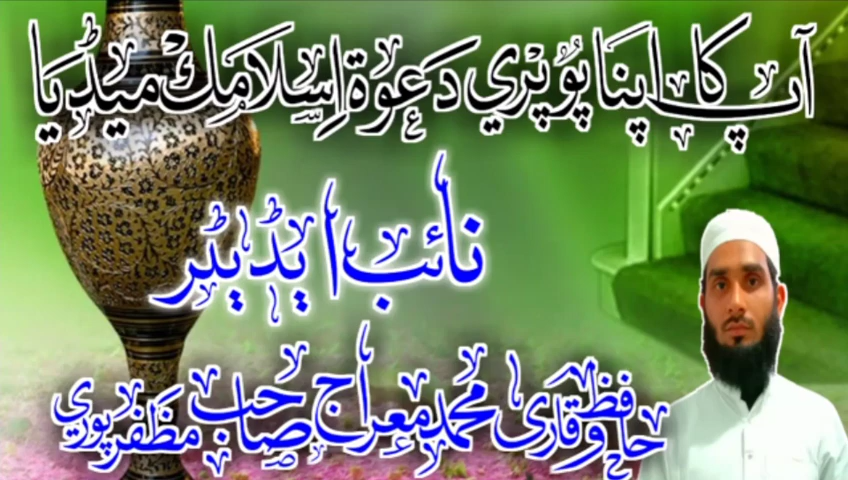 آپ کا اپنا پوپری دعوۃ اسلامک میڈیا
نائب ایڈیٹر
حافظ وقاری محمد معراج صاحب مظفرپوری